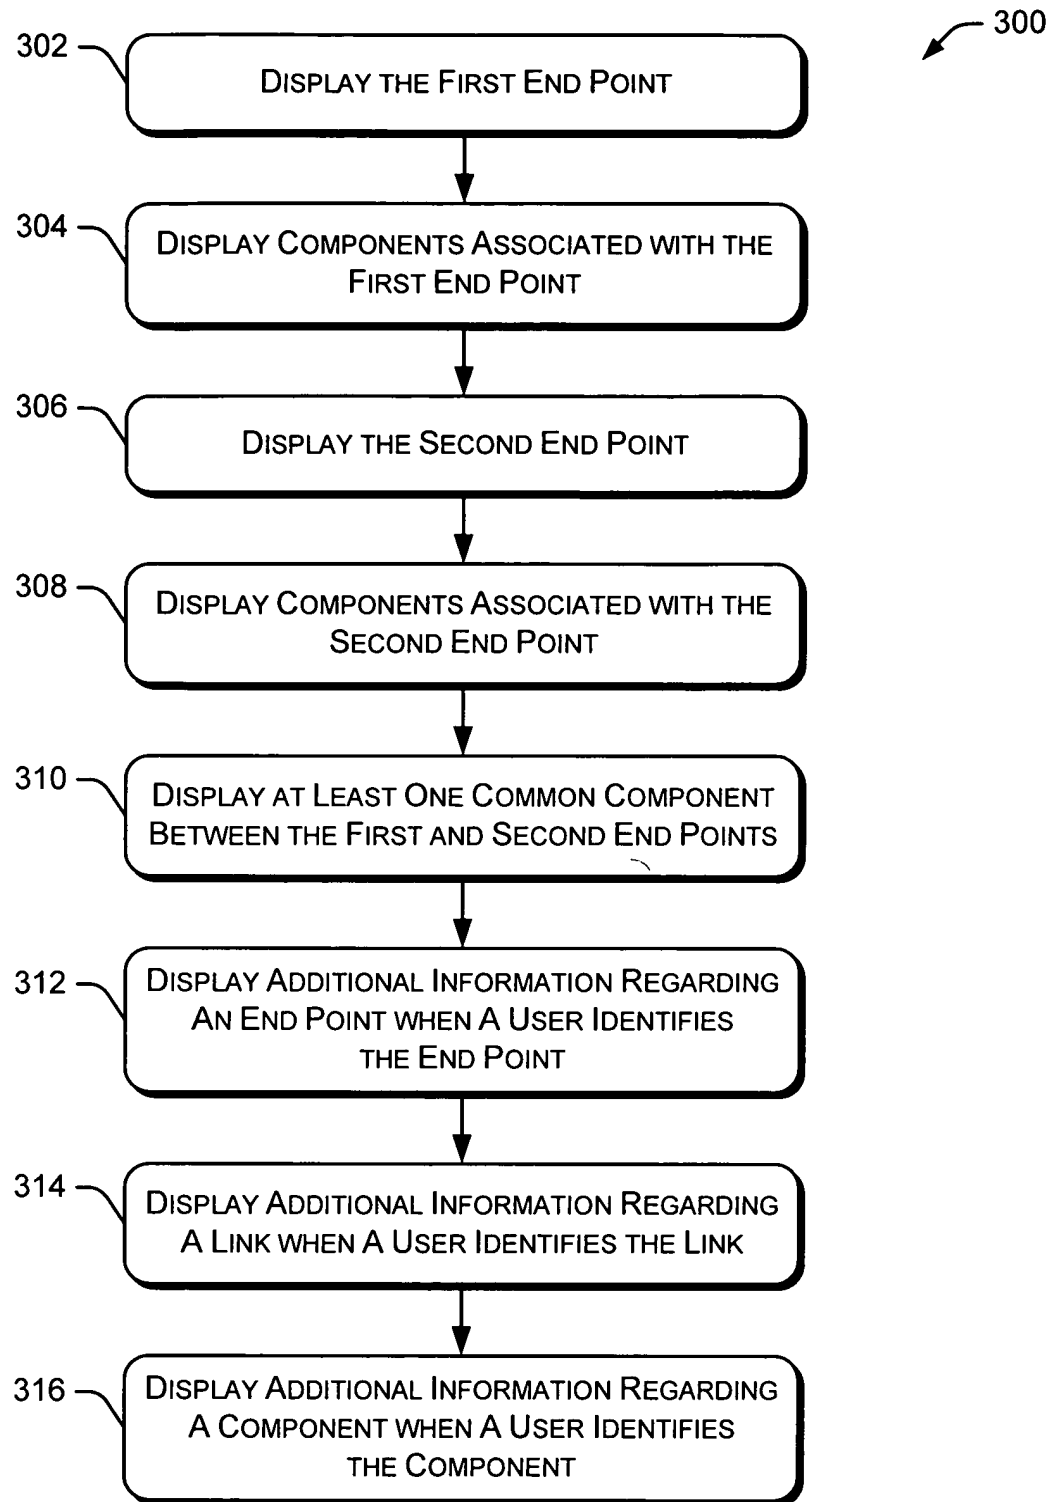 300
302
DISPLAY THE FIRST END POINT
304
DISPLAY COMPONENTS ASSOCIATED WITH THE
FIRST END POINT
306
DISPLAY THE SECOND END POINT
308
DISPLAY COMPONENTS ASSOCIATED WITH THE
SECOND END POINT
310
DISPLAY AT LEAST ONE COMMON COMPONENT
BETWEEN THE FIRST AND SECOND END POINTS
312
DISPLAY ADDITIONAL INFORMATION REGARDING
AN END POINT WHEN A USER IDENTIFIES
THE END POINT
314
DISPLAY ADDITIONAL INFORMATION REGARDING
A LINK WHEN A USER IDENTIFIES THE LINK
316
DISPLAY ADDITIONAL INFORMATION REGARDING
A COMPONENT WHEN A USER IDENTIFIES
THE COMPONENT